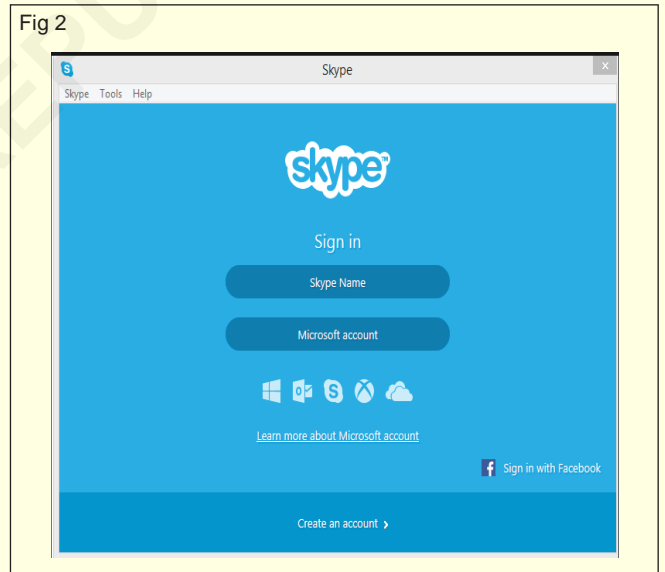 Fig 2
Skype
x
Skype Tools Help
skype™
Sign in
Skype Name
Microsoft account
Learn more about Microsoft account
f Sign in with Facebook
Create an account ›